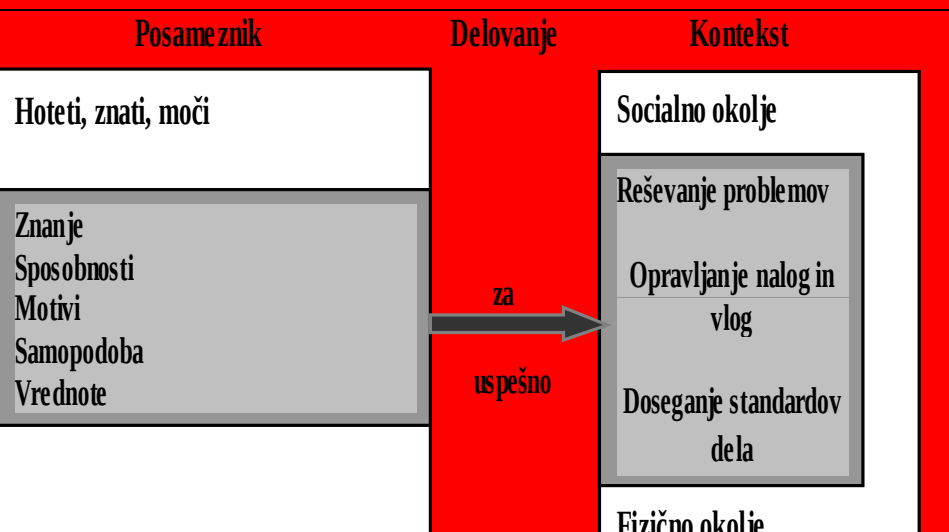 Posameznik
Delovanje
Kontekst
Hoteti, znati, moči
Znanje
Sposobnosti
Motivi
Samopodoba
Vrednote
za
uspešno
Socialno okolje
Reševanje problemov
Opravljanje nalog in
vlog
Doseganje standardov
dela
Fizično okolje